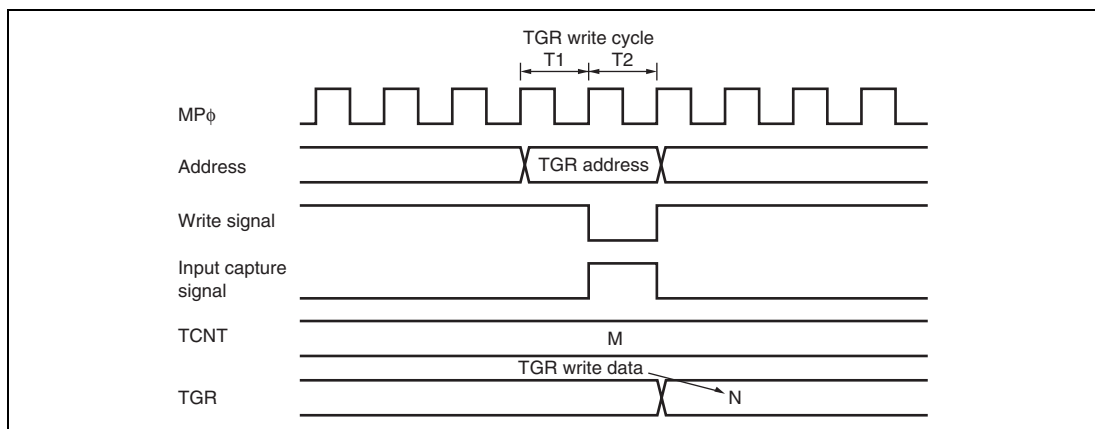 TGR write cycle
T1 T2
MPφ
Address TGR address
Write signal
Input capture
signal
TCNT M
TGR write data
TGR N